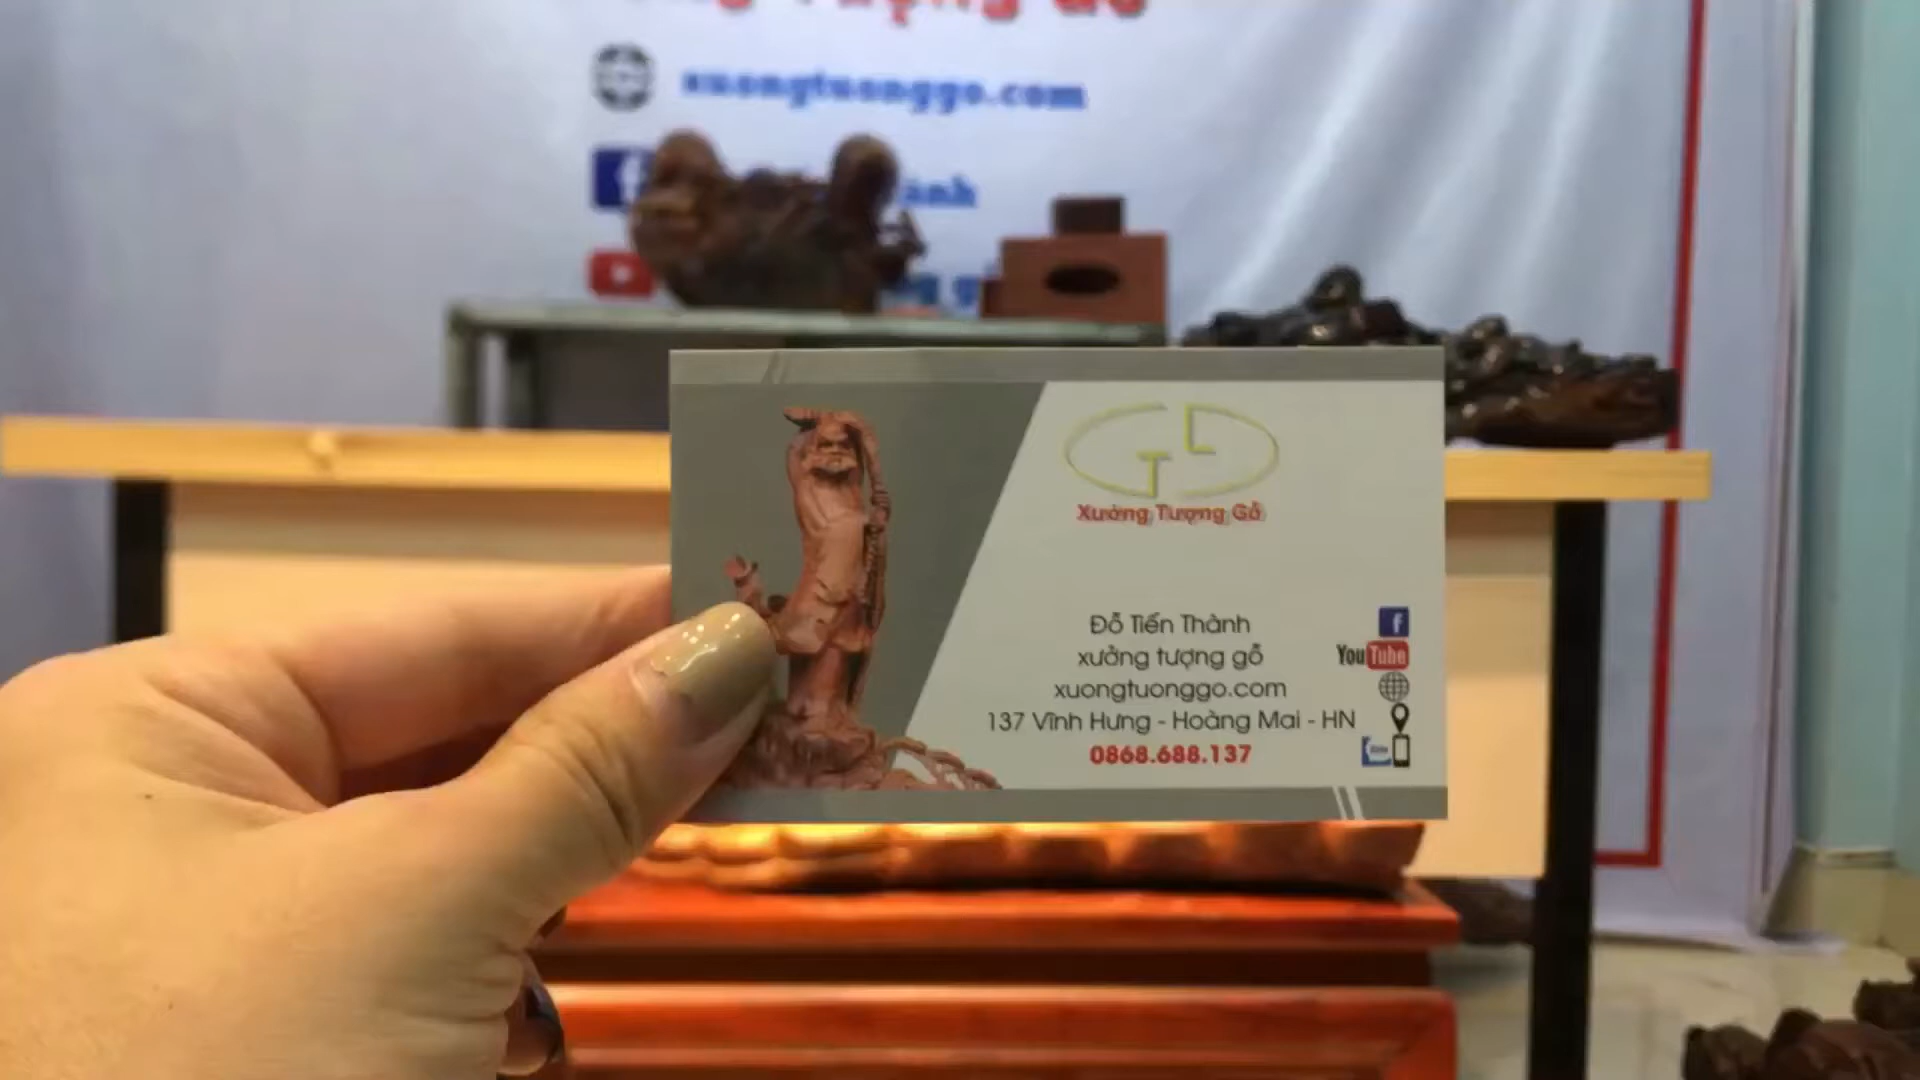 xuongtuonggo.com
f
TL
Xưởng Tượng Gỗ
Đỗ Tiến Thành
f
xưởng tượng gỗ
YouTube
xuongtuonggo.com
137 Vĩnh Hưng - Hoàng Mai - HN
0868.688.137